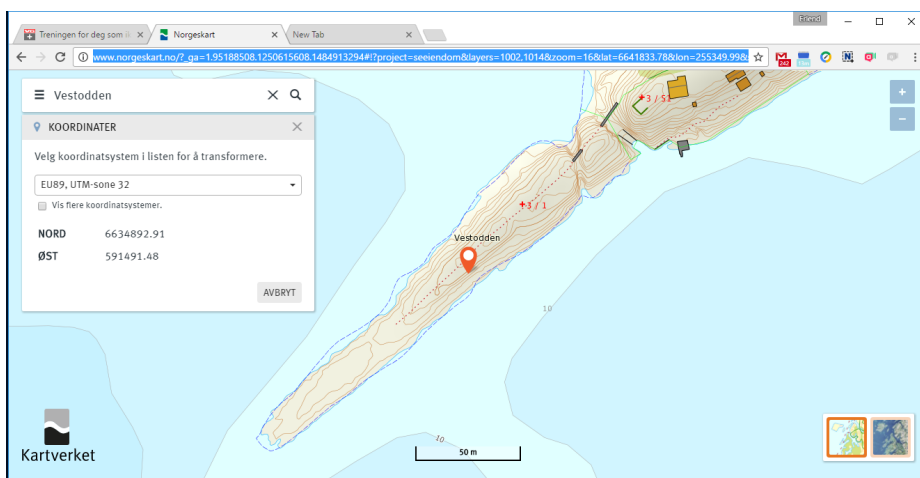 Friend
Treningen for deg som i
Norgeskart
New Tab
www.norgeskart.no/?_ga=1.95188508.1250615608.1484913294#!?project=seeiendom&layers=1002,1014&zoom=16&lat=6641833.78&lon=255349.99&
242
Vestodden
KOORDINATER
Velg koordinatsystem i listen for å transformere.
EU89, UTM-sone 32
Vis flere koordinatsystemer.
NORD 6634892.91
ØST 591491.48
AVBRYT
+
−
3 / 51
3 / 1
Vestodden
10
10
50 m
Kartverket